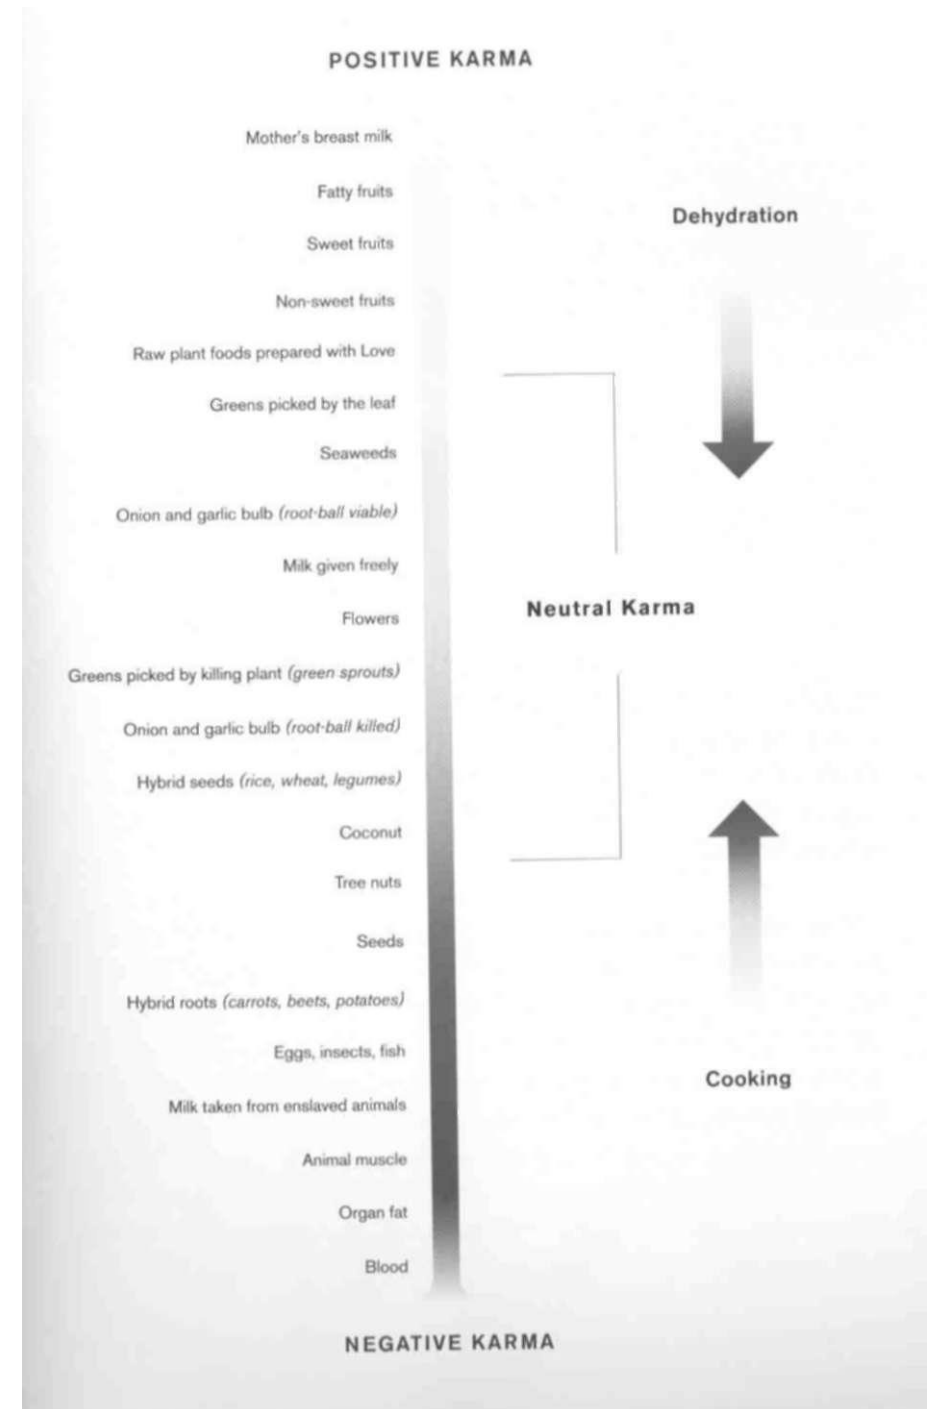 POSITIVE KARMA
Mother's breast milk
Fatty fruits
Sweet fruits
Non-sweet fruits
Raw plant foods prepared with Love
Greens picked by the leaf
Seaweeds
Onion and garlic bulb (root-ball viable)
Milk given freely
Flowers
Greens picked by killing plant (green sprouts)
Onion and garlic bulb (root-ball killed)
Hybrid seeds (rice, wheat, legumes)
Coconut
Tree nuts
Seeds
Hybrid roots (carrots, beets, potatoes)
Eggs, insects, fish
Milk taken from enslaved animals
Animal muscle
Organ fat
Blood
NEGATIVE KARMA
Dehydration
Neutral Karma
Cooking